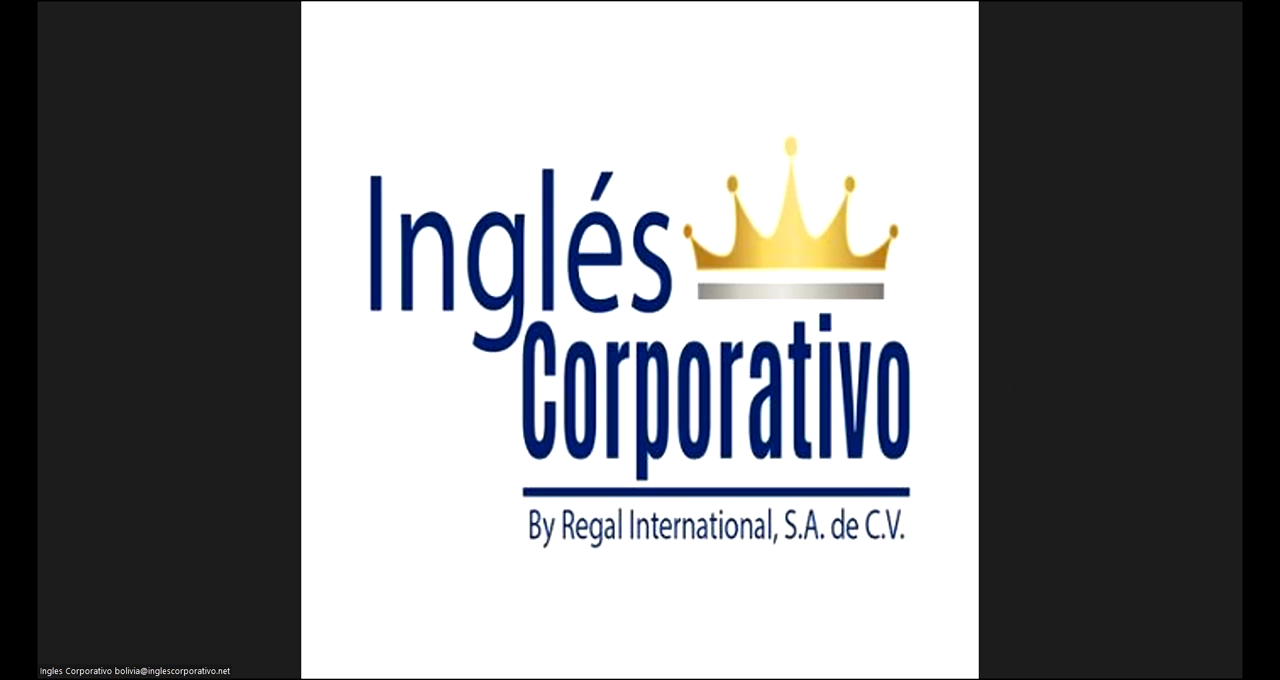 Inglés
Corporativo
By Regal International, S.A. de C.V.
Ingles Corporativo bolivia@inglescorporativo.net